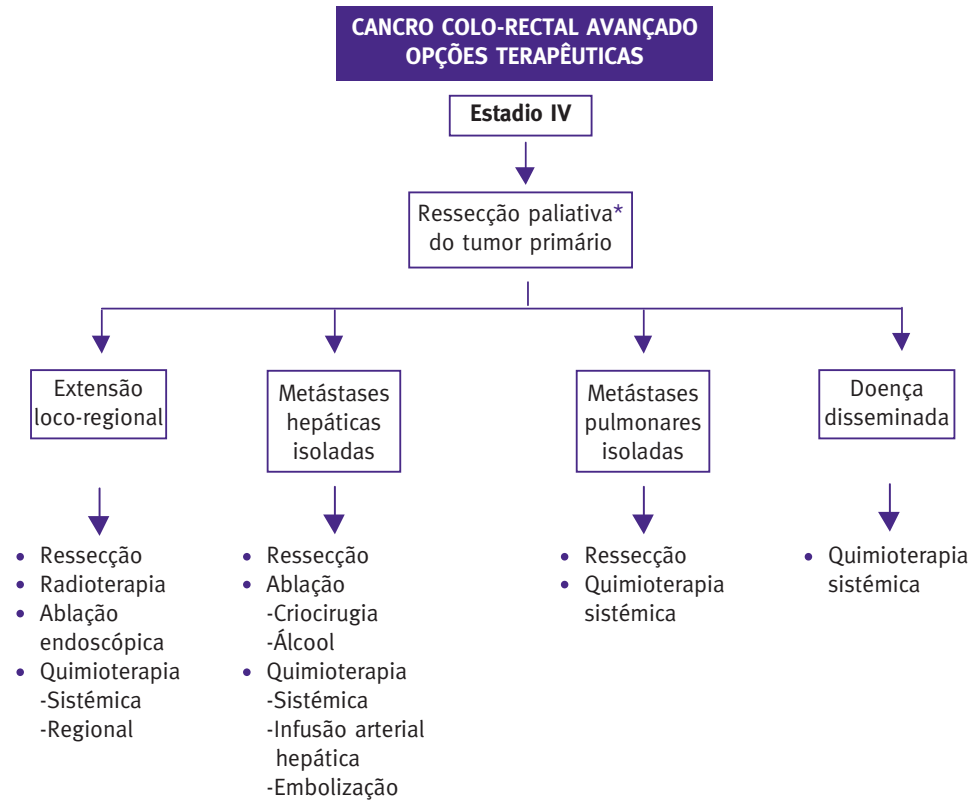 CANCRO COLO-RECTAL AVANÇADO
OPÇÕES TERAPÊUTICAS
Estadio IV
Ressecção paliativa*
do tumor primário
Extensão
loco-regional
Metástases
hepáticas
isoladas
Metástases
pulmonares
isoladas
Doença
disseminada
• Ressecção
• Radioterapia
• Ablação
endoscópica
• Quimioterapia
-Sistémica
-Regional
• Ressecção
• Ablação
-Criocirugia
-Álcool
• Quimioterapia
-Sistémica
-Infusão arterial
hepática
-Embolização
• Ressecção
• Quimioterapia
sistémica
• Quimioterapia
sistémica